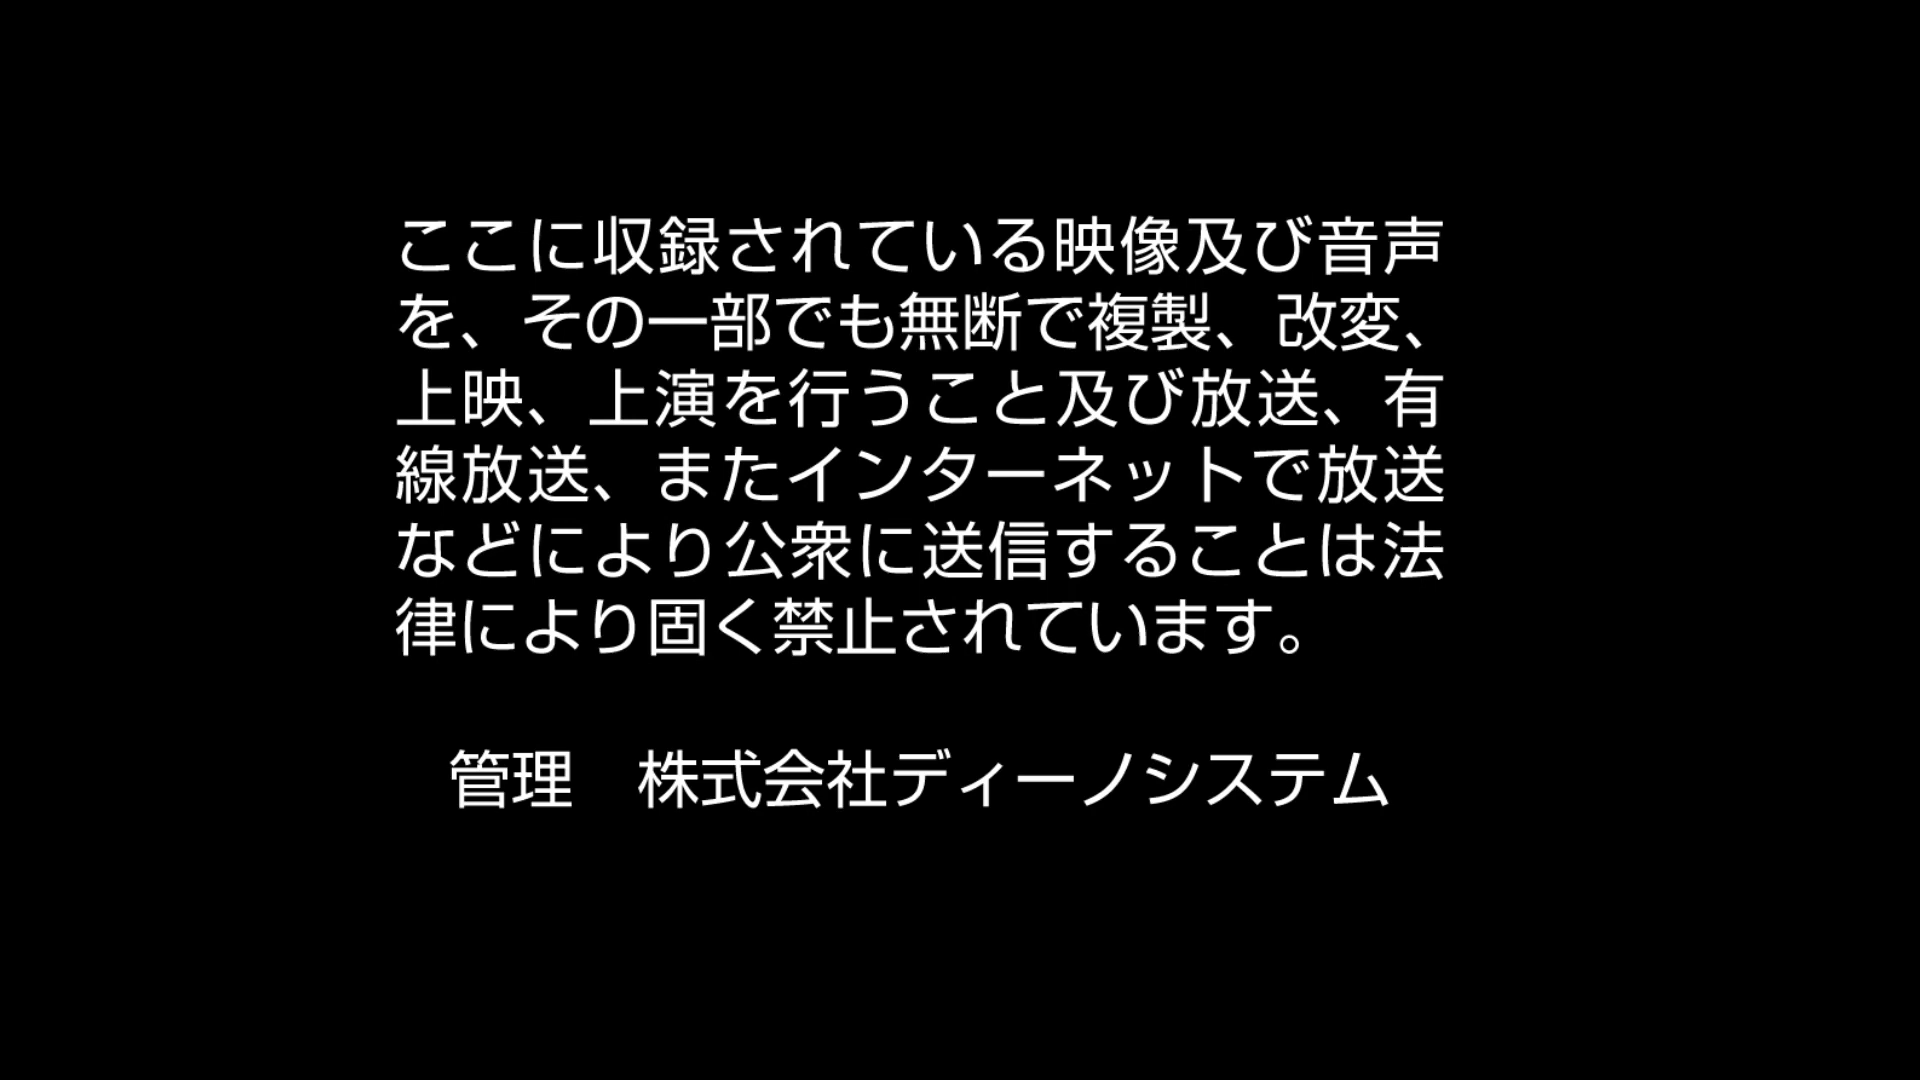 ここに収録されている映像及び音声
を、その一部でも無断で複製、改変、
上映、上演を行うこと及び放送、有
線放送、またインターネットで放送
などにより公衆に送信することは法
律により固く禁止されています。
管理　株式会社ディーノシステム